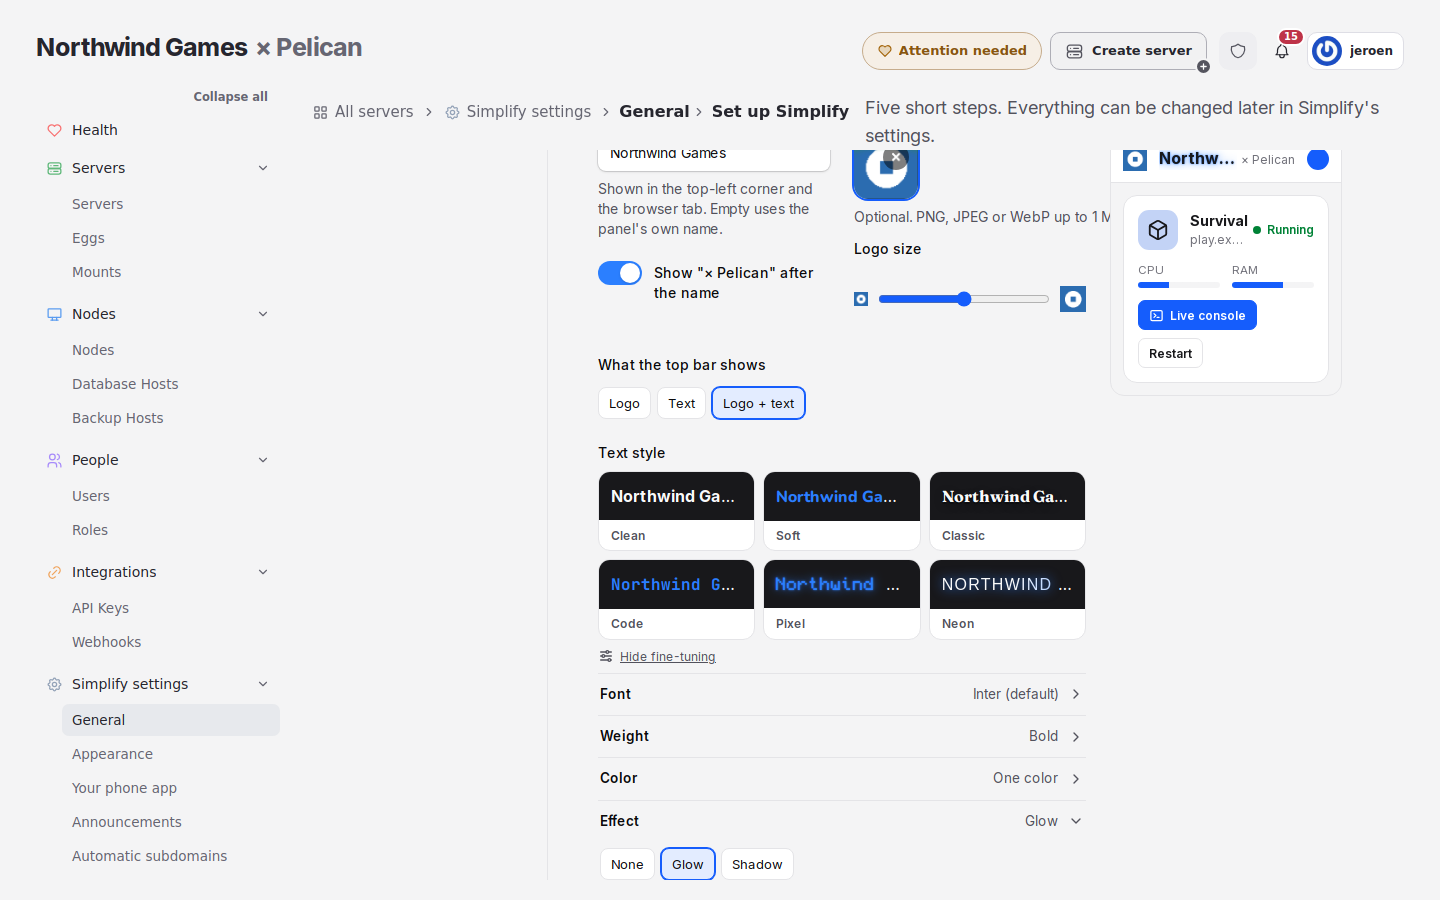 Northwind Games × Pelican
Attention needed
Create server
15
jeroen
Collapse all
Health
Servers
Servers
Eggs
Mounts
Nodes
Nodes
Database Hosts
Backup Hosts
People
Users
Roles
Integrations
API Keys
Webhooks
Simplify settings
General
Appearance
Your phone app
Announcements
Automatic subdomains
All servers > Simplify settings > General > Set up Simplify
Five short steps. Everything can be changed later in Simplify's
settings.
Northwind Games
Shown in the top-left corner and
the browser tab. Empty uses the
panel's own name.
Show "× Pelican" after
the name
Optional. PNG, JPEG or WebP up to 1 M
Logo size
What the top bar shows
Logo
Text
Logo + text
Text style
Northwind Ga...
Clean
Northwind Ga...
Soft
Northwind Ga...
Classic
Northwind G...
Code
Northwind ...
Pixel
NORTHWIND ...
Neon
Hide fine-tuning
Font
Inter (default)
Weight
Bold
Color
One color
Effect
Glow
None
Glow
Shadow
Northw... × Pelican
Survival
play.ex...
Running
CPU
RAM
Live console
Restart